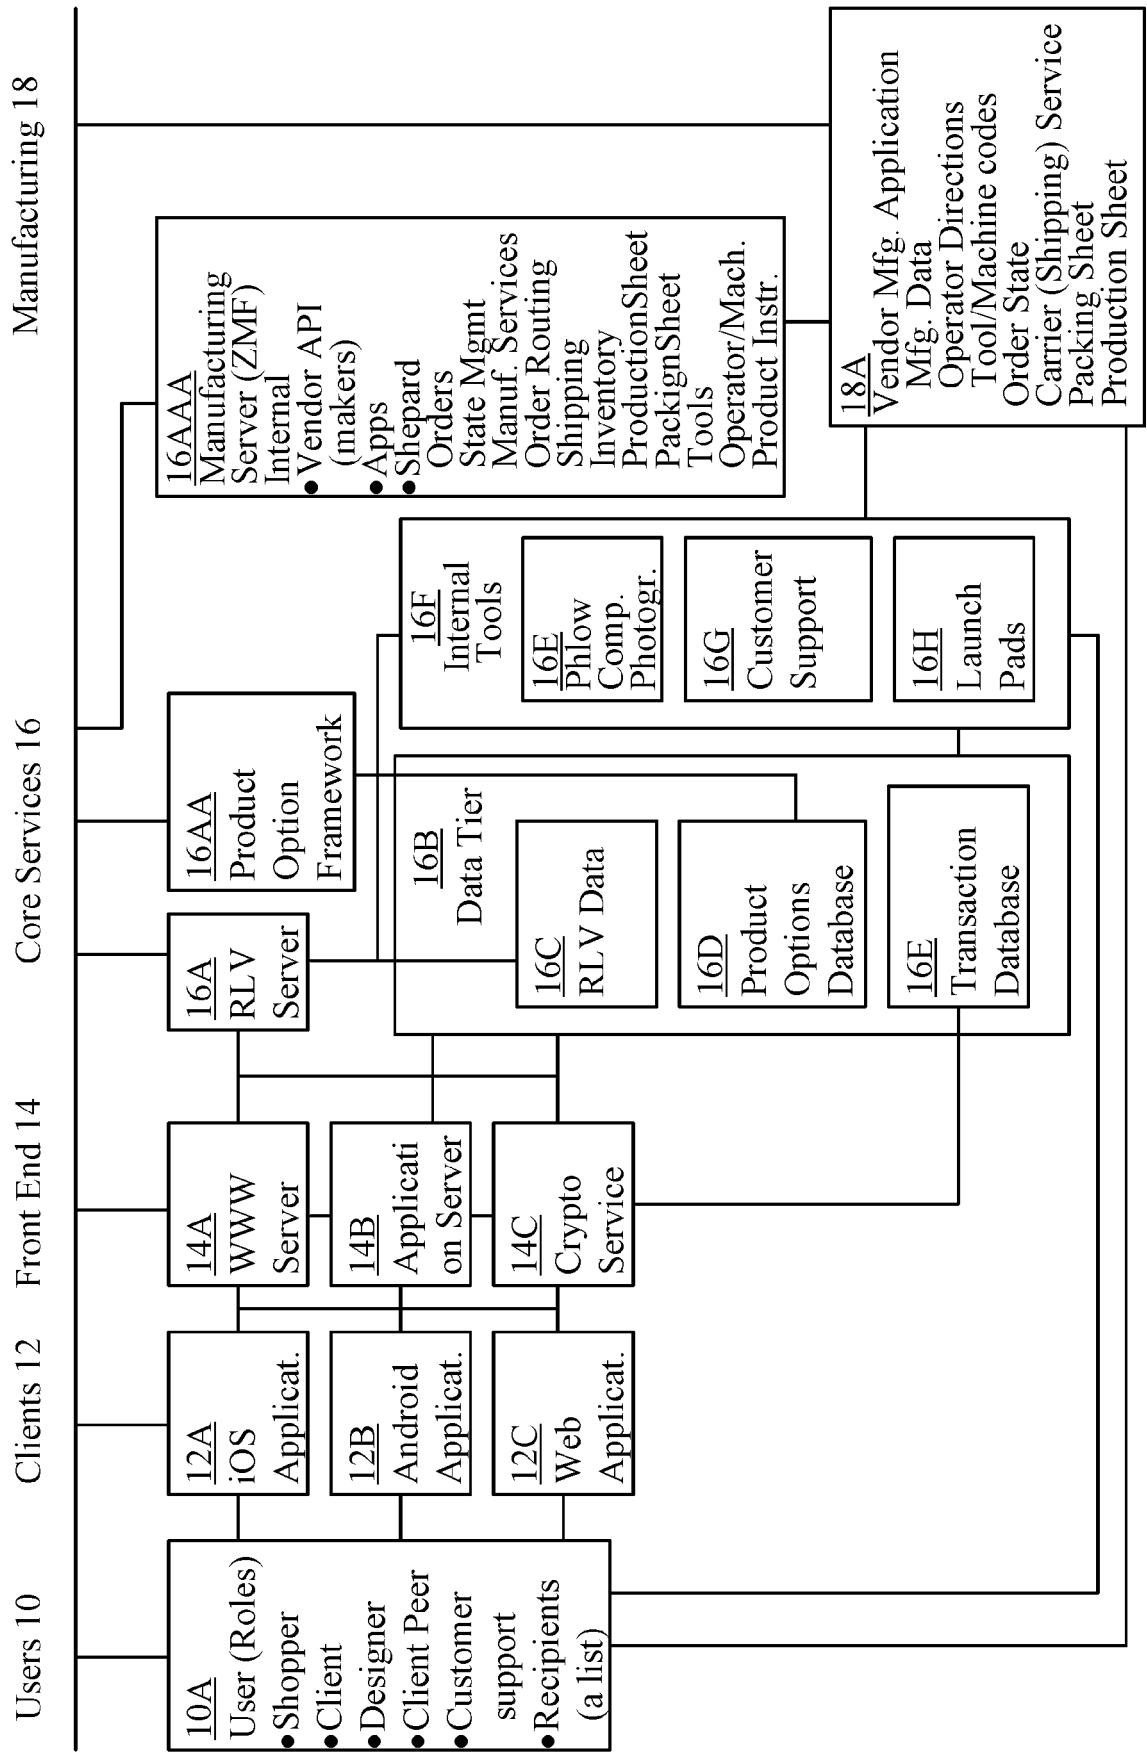 Users 10
Clients 12
Front End 14
Core Services 16
Manufacturing 18
10A
User (Roles)
●Shopper
●Client
●Designer
●Client Peer
●Customer
support
●Recipients
(a list)
12A
iOS
Applicat.
12B
Android
Applicat.
12C
Web
Applicat.
14A
WWW
Server
14B
Applicati
on Server
14C
Crypto
Service
16A
RLV
Server
16AA
Product
Option
Framework
16B
Data Tier
16C
RLV Data
16D
Product
Options
Database
16E
Transaction
Database
16F
Internal
Tools
16E
Phlow
Comp.
Photogr.
16G
Customer
Support
16H
Launch
Pads
16AAA
Manufacturing
Server (ZMF)
Internal
●Vendor API
(makers)
●Apps
●Shepard
Orders
State Mgmt
Manuf. Services
Order Routing
Shipping
Inventory
ProductionSheet
PackignSheet
Tools
Operator/Mach.
Product Instr.
18A
Vendor Mfg. Application
Mfg. Data
Operator Directions
Tool/Machine codes
Order State
Carrier (Shipping) Service
Packing Sheet
Production Sheet